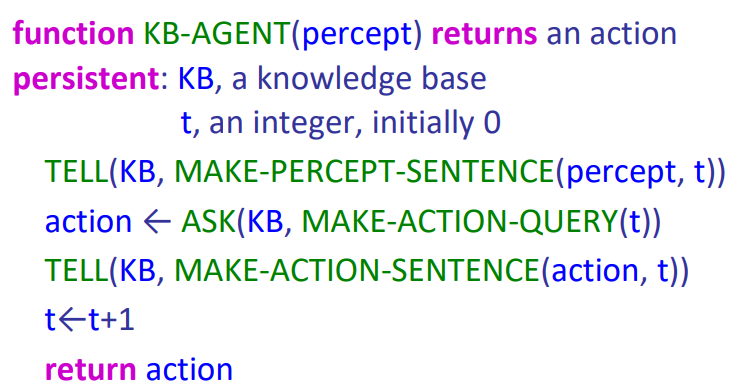 function KB-AGENT(percept) returns an action
persistent: KB, a knowledge base
t, an integer, initially 0
TELL(KB, MAKE-PERCEPT-SENTENCE(percept, t))
action ← ASK(KB, MAKE-ACTION-QUERY(t))
TELL(KB, MAKE-ACTION-SENTENCE(action, t))
t←t+1
return action